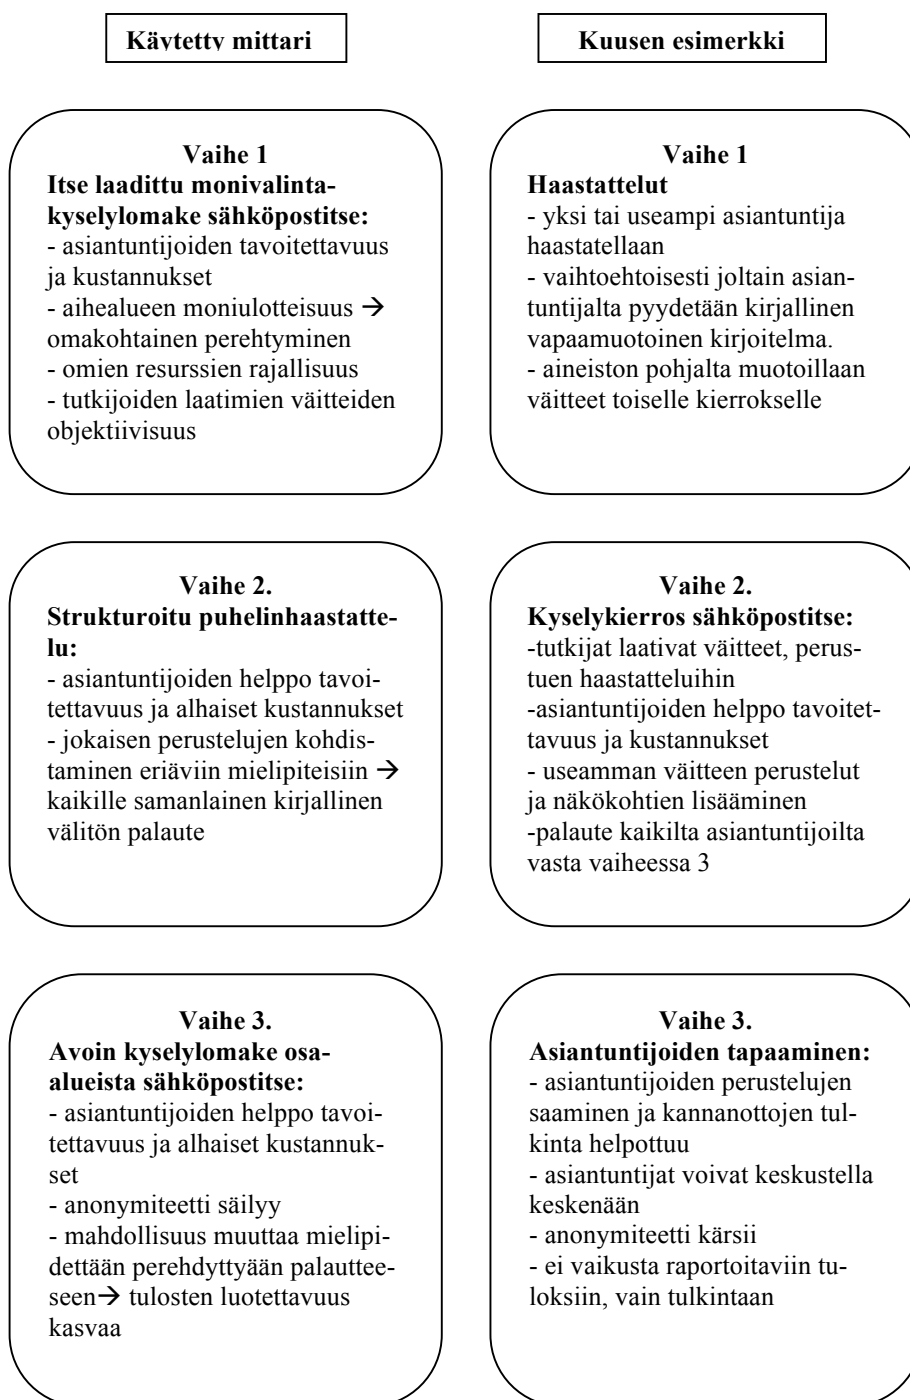 Käytetty mittari
Kuusen esimerkki
Vaihe 1
Itse laadittu monivalinta-
kyselylomake sähköpostitse:
- asiantuntijoiden tavoitettavuus
ja kustannukset
- aihealueen moniulotteisuus →
omakohtainen perehtyminen
- omien resurssien rajallisuus
- tutkijoiden laatimien väitteiden
objektiivisuus
Vaihe 1
Haastattelut
- yksi tai useampi asiantuntija
haastatellaan
- vaihtoehtoisesti joltain asian-
tuntijalta pyydetään kirjallinen
vapaamuotoinen kirjoitelma.
- aineiston pohjalta muotoillaan
väitteet toiselle kierrokselle
Vaihe 2.
Strukturoitu puhelinhaastatte-
lu:
- asiantuntijoiden helppo tavoi-
tettavuus ja alhaiset kustannukset
- jokaisen perustelujen kohdis-
taminen eriäviin mielipiteisiin →
kaikille samanlainen kirjallinen
välitön palaute
Vaihe 2.
Kyselykierros sähköpostitse:
-tutkijat laativat väitteet, perus-
tuen haastatteluihin
-asiantuntijoiden helppo tavoitet-
tavuus ja kustannukset
- useamman väitteen perustelut
ja näkökohtien lisääminen
-palaute kaikilta asiantuntijoilta
vasta vaiheessa 3
Vaihe 3.
Avoin kyselylomake osa-
alueista sähköpostitse:
- asiantuntijoiden helppo tavoi-
tettavuus ja alhaiset kustannuk-
set
- anonymiteetti säilyy
- mahdollisuus muuttaa mielipi-
dettään perehdyttyään palauttee-
seen→ tulosten luotettavuus
kasvaa
Vaihe 3.
Asiantuntijoiden tapaaminen:
- asiantuntijoiden perustelujen
saaminen ja kannanottojen tul-
kinta helpottuu
- asiantuntijat voivat keskustella
keskenään
- anonymiteetti kärsii
- ei vaikusta raportoitaviin tu-
loksiin, vain tulkintaan